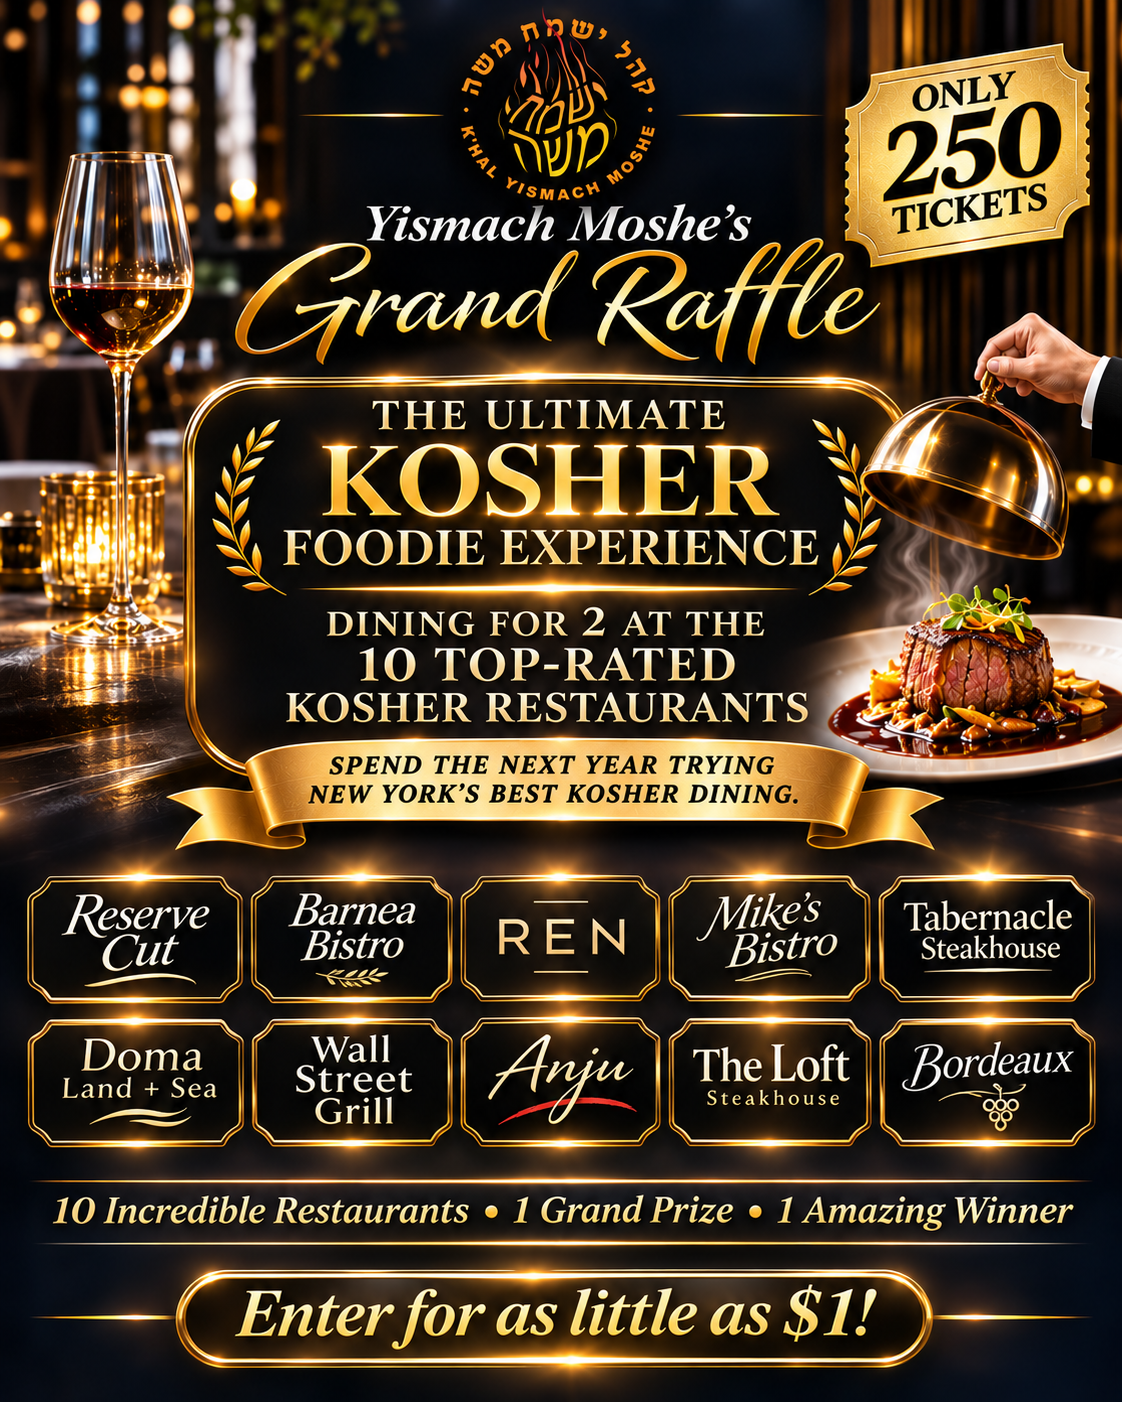 קהל ישמח משה
ישמח
משה
K'HAL YISMACH MOSHE
ONLY
250
TICKETS
Yismach Moshe's
Grand Raffle
THE ULTIMATE
KOSHER
FOODIE EXPERIENCE
DINING FOR 2 AT THE
10 TOP-RATED
KOSHER RESTAURANTS
SPEND THE NEXT YEAR TRYING
NEW YORK'S BEST KOSHER DINING.
Reserve
Cut
Barnea
Bistro
REN
Mike's
Bistro
Tabernacle
Steakhouse
Doma
Land + Sea
Wall
Street
Grill
Anju
The Loft
Steakhouse
Bordeaux
10 Incredible Restaurants • 1 Grand Prize • 1 Amazing Winner
Enter for as little as $1!